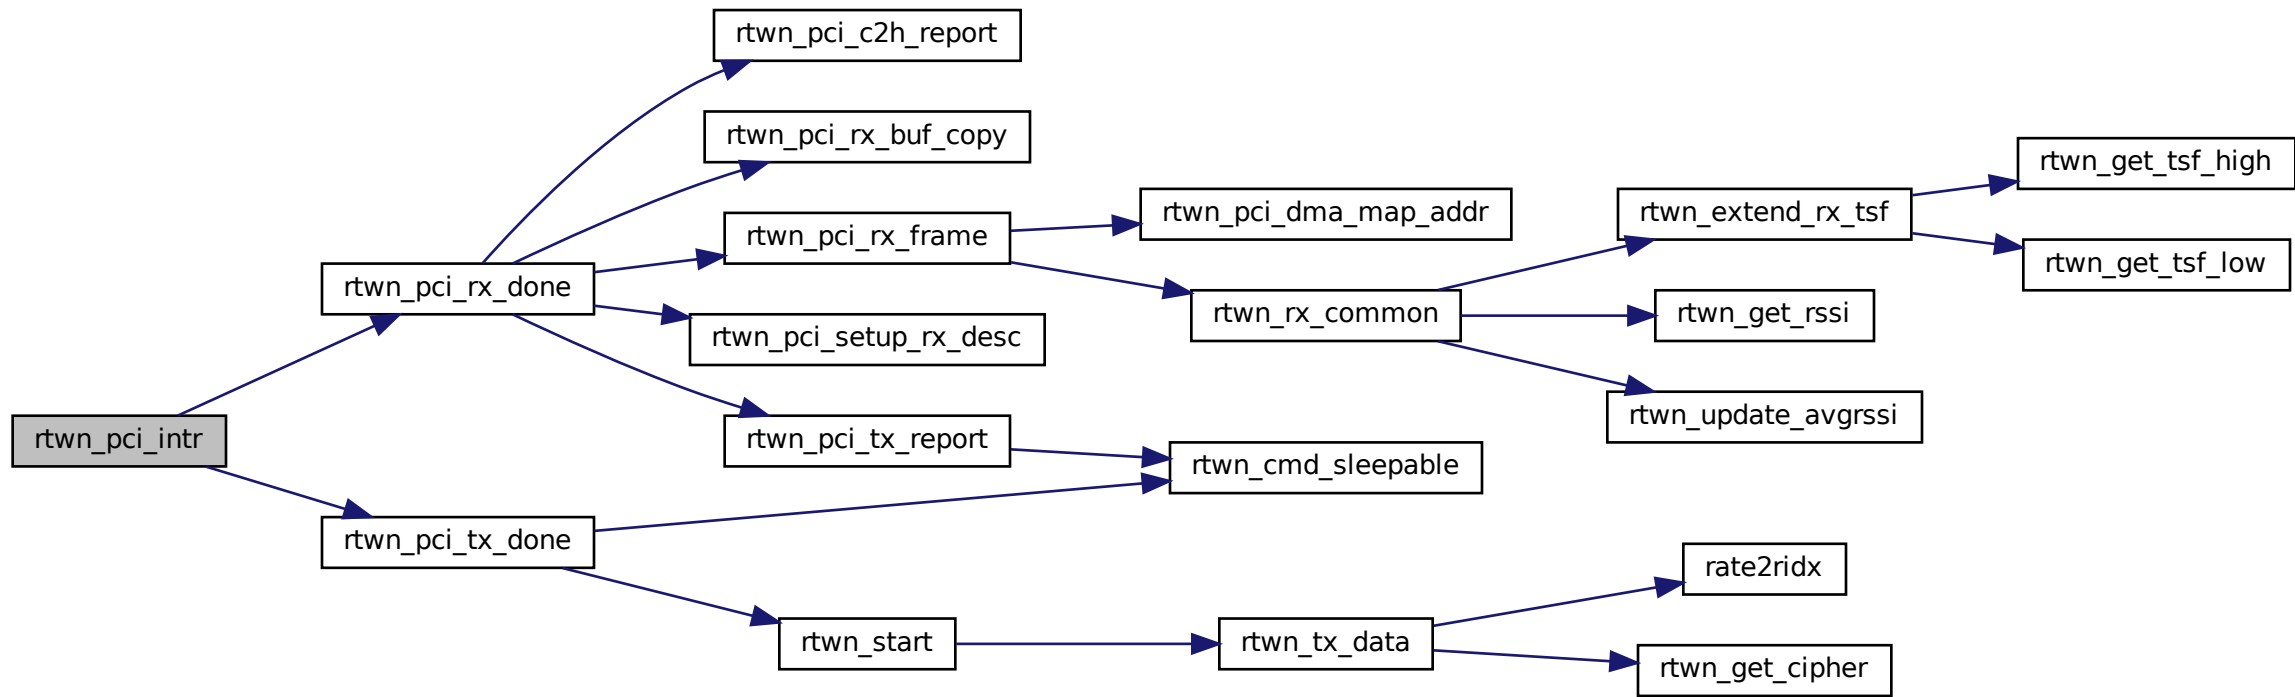 rtwn_pci_c2h_report
rtwn_pci_rx_buf_copy
rtwn_get_tsf_high
rtwn_pci_dma_map_addr
rtwn_extend_rx_tsf
rtwn_pci_rx_frame
rtwn_get_tsf_low
rtwn_pci_rx_done
rtwn_rx_common
rtwn_get_rssi
rtwn_pci_setup_rx_desc
rtwn_update_avgrssi
rtwn_pci_intr
rtwn_pci_tx_report
rtwn_cmd_sleepable
rtwn_pci_tx_done
rate2ridx
rtwn_start
rtwn_tx_data
rtwn_get_cipher